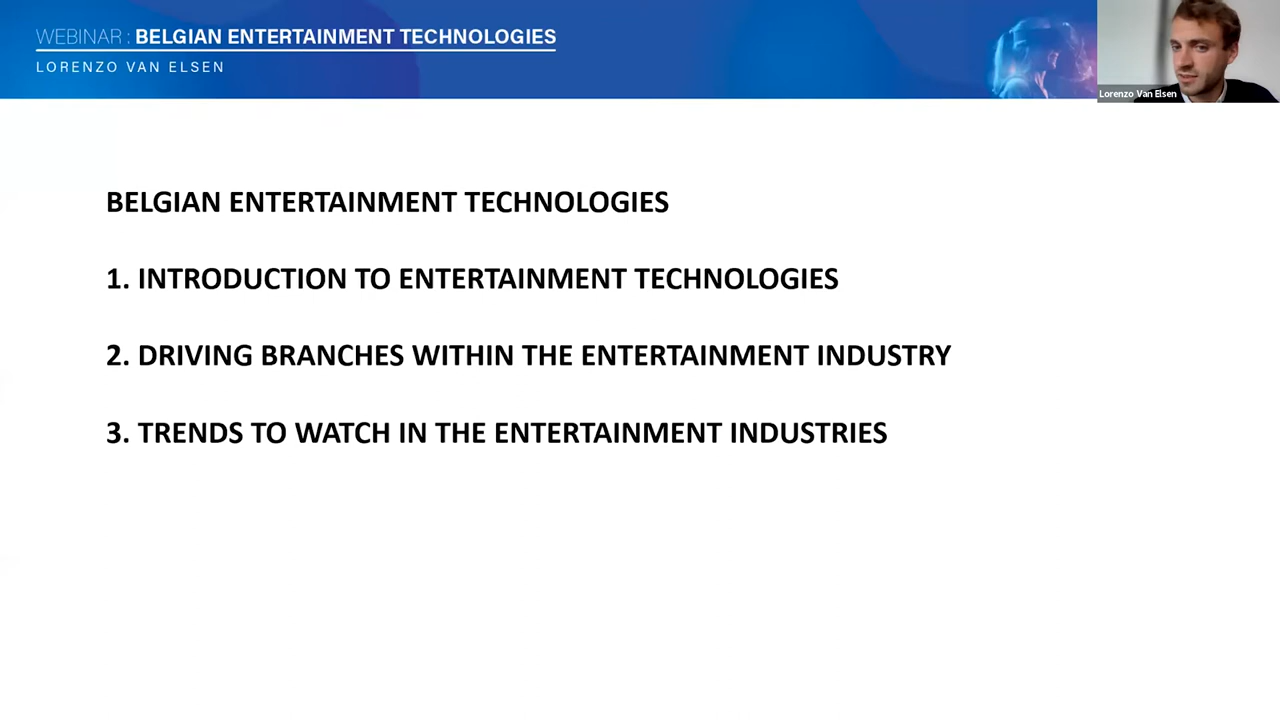 WEBINAR : BELGIAN ENTERTAINMENT TECHNOLOGIES
LORENZO VAN ELSEN
Lorenzo Van Elsen
BELGIAN ENTERTAINMENT TECHNOLOGIES
1. INTRODUCTION TO ENTERTAINMENT TECHNOLOGIES
2. DRIVING BRANCHES WITHIN THE ENTERTAINMENT INDUSTRY
3. TRENDS TO WATCH IN THE ENTERTAINMENT INDUSTRIES